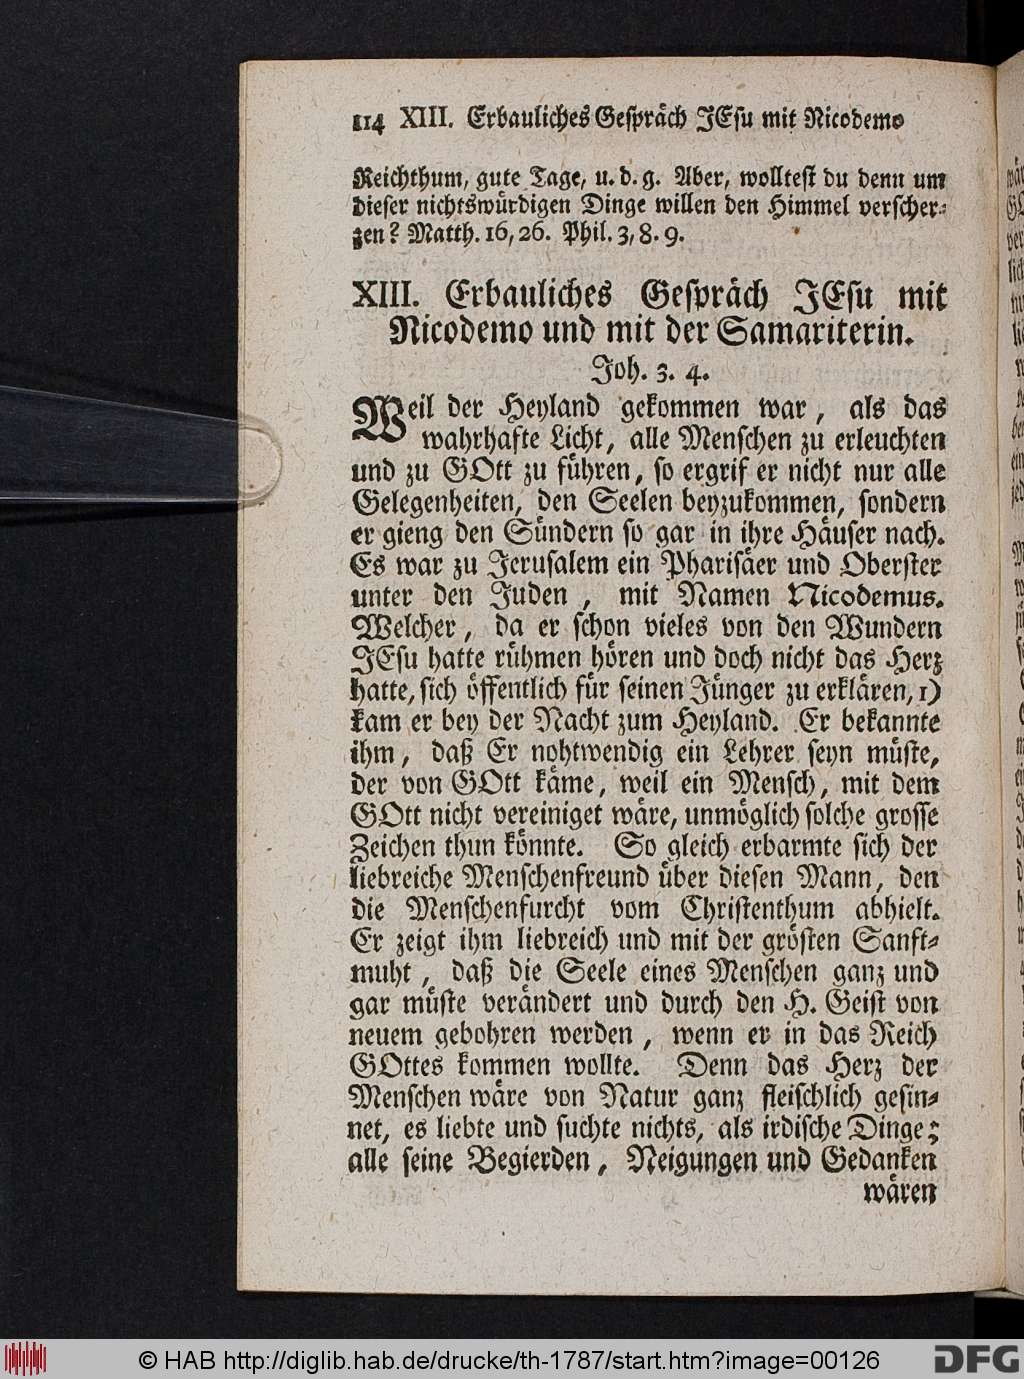 114 XIII. Erbauliches Gespräch JEsu mit Nicodemo
Reichthum, gute Tage, u. d. g. Aber, wolltest du denn um
dieser nichtswürdigen Dinge willen den Himmel verscher-
zen? Matth. 16, 26. Phil. 3, 8. 9.
XIII. Erbauliches Gespräch JEsu mit
Nicodemo und mit der Samariterin.
Joh. 3. 4.
Weil der Heyland gekommen war, als das
wahrhafte Licht, alle Menschen zu erleuchten
und zu GOtt zu führen, so ergrif er nicht nur alle
Gelegenheiten, den Seelen beyzukommen, sondern
er gieng den Sündern so gar in ihre Häuser nach.
Es war zu Jerusalem ein Pharisäer und Oberster
unter den Juden, mit Namen Nicodemus.
Welcher, da er schon vieles von den Wundern
JEsu hatte rühmen hören und doch nicht das Herz
hatte, sich öffentlich für seinen Jünger zu erklären, 1)
kam er bey der Nacht zum Heyland. Er bekannte
ihm, daß Er nohtwendig ein Lehrer seyn müste,
der von GOtt käme, weil ein Mensch, mit dem
GOtt nicht vereiniget wäre, unmöglich solche grosse
Zeichen thun könnte. So gleich erbarmte sich der
liebreiche Menschenfreund über diesen Mann, den
die Menschenfurcht vom Christenthum abhielt.
Er zeigt ihm liebreich und mit der grösten Sanft-
muht, daß die Seele eines Menschen ganz und
gar müste verändert und durch den H. Geist von
neuem gebohren werden, wenn er in das Reich
GOttes kommen wollte. Denn das Herz der
Menschen wäre von Natur ganz fleischlich gesin-
net, es liebte und suchte nichts, als irdische Dinge;
alle seine Begierden, Neigungen und Gedanken
wären
© HAB http://diglib.hab.de/drucke/th-1787/start.htm?image=00126
DFG